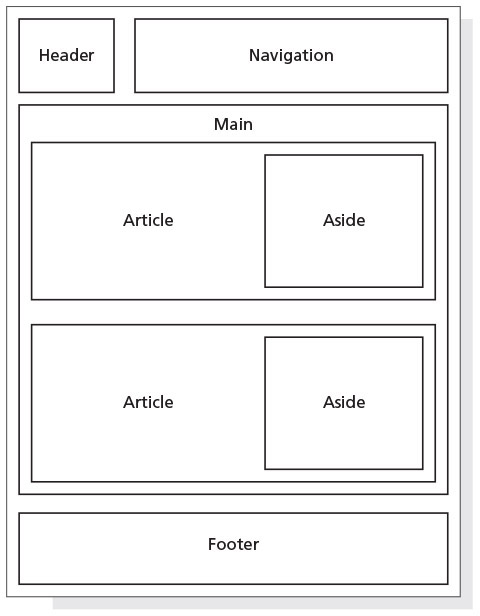 Header
Navigation
Main
Article
Aside
Article
Aside
Footer